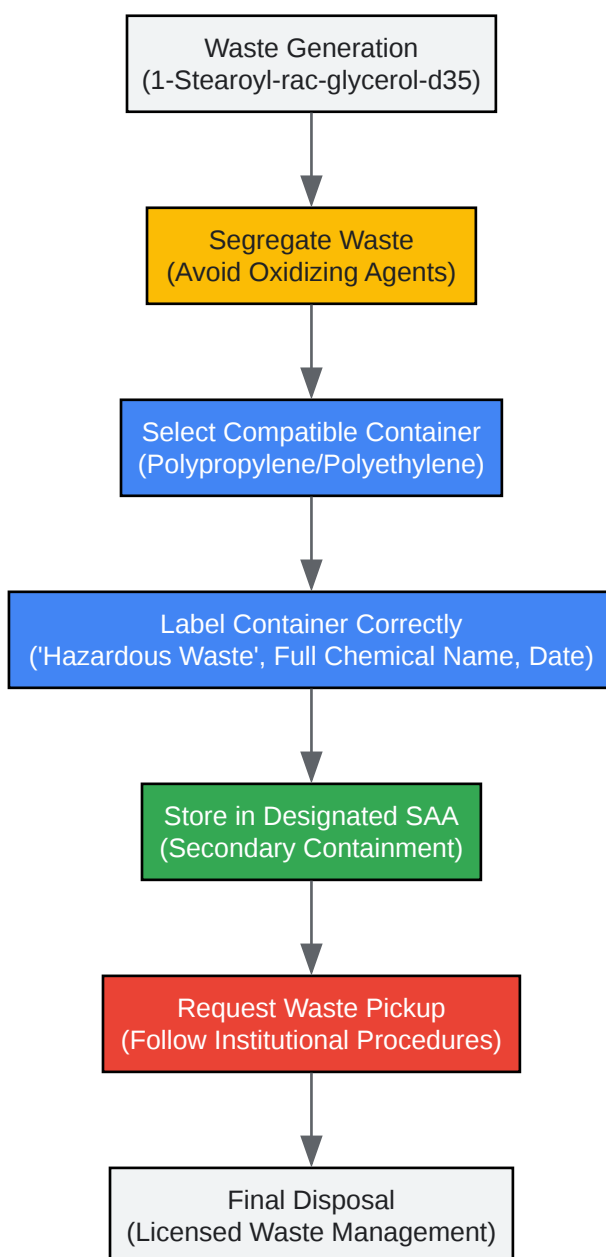 Waste Generation
(1-Stearoyl-rac-glycerol-d35)
Segregate Waste
(Avoid Oxidizing Agents)
Select Compatible Container
(Polypropylene/Polyethylene)
Label Container Correctly
('Hazardous Waste', Full Chemical Name, Date)
Store in Designated SAA
(Secondary Containment)
Request Waste Pickup
(Follow Institutional Procedures)
Final Disposal
(Licensed Waste Management)